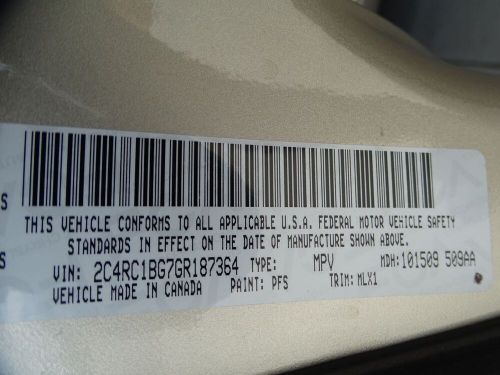 THIS VEHICLE CONFORMS TO ALL APPLICABLE U.S.A. FEDERAL MOTOR VEHICLE SAFETY
STANDARDS IN EFFECT ON THE DATE OF MANUFACTURE SHOWN ABOVE.
VIN: 2C4RC1BG7GR187364 TYPE: MPV MDH: 101509 509AA
VEHICLE MADE IN CANADA PAINT: PFS TRIM: MLX1